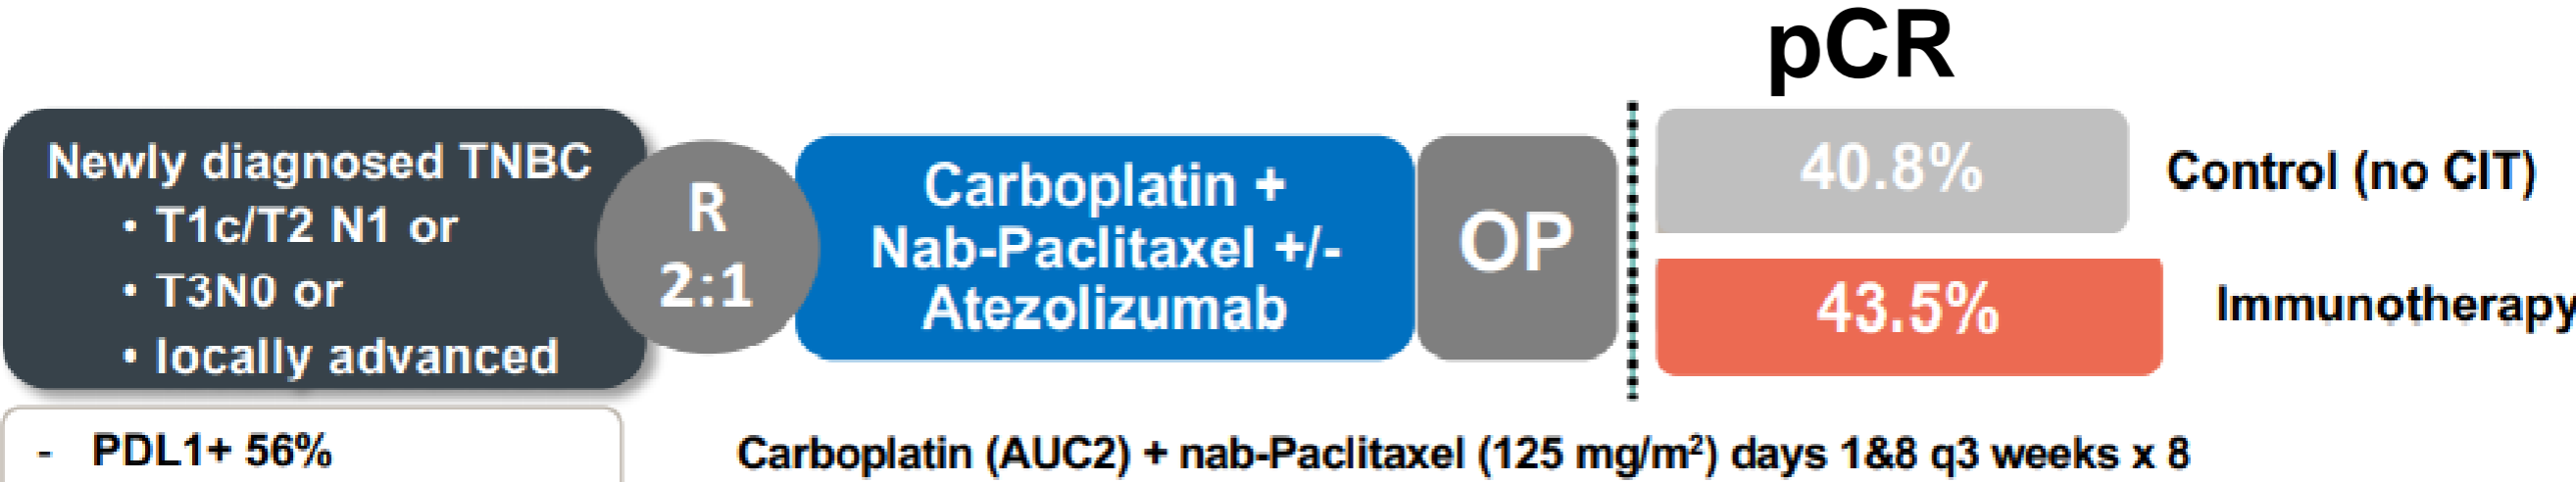 pCR
Newly diagnosed TNBC
• T1c/T2 N1 or
• T3N0 or
• locally advanced
R
2:1
Carboplatin +
Nab-Paclitaxel +/-
Atezolizumab
OP
40.8%
Control (no CIT)
43.5%
Immunotherapy
- PDL1+ 56%
Carboplatin (AUC2) + nab-Paclitaxel (125 mg/m²) days 1&8 q3 weeks x 8